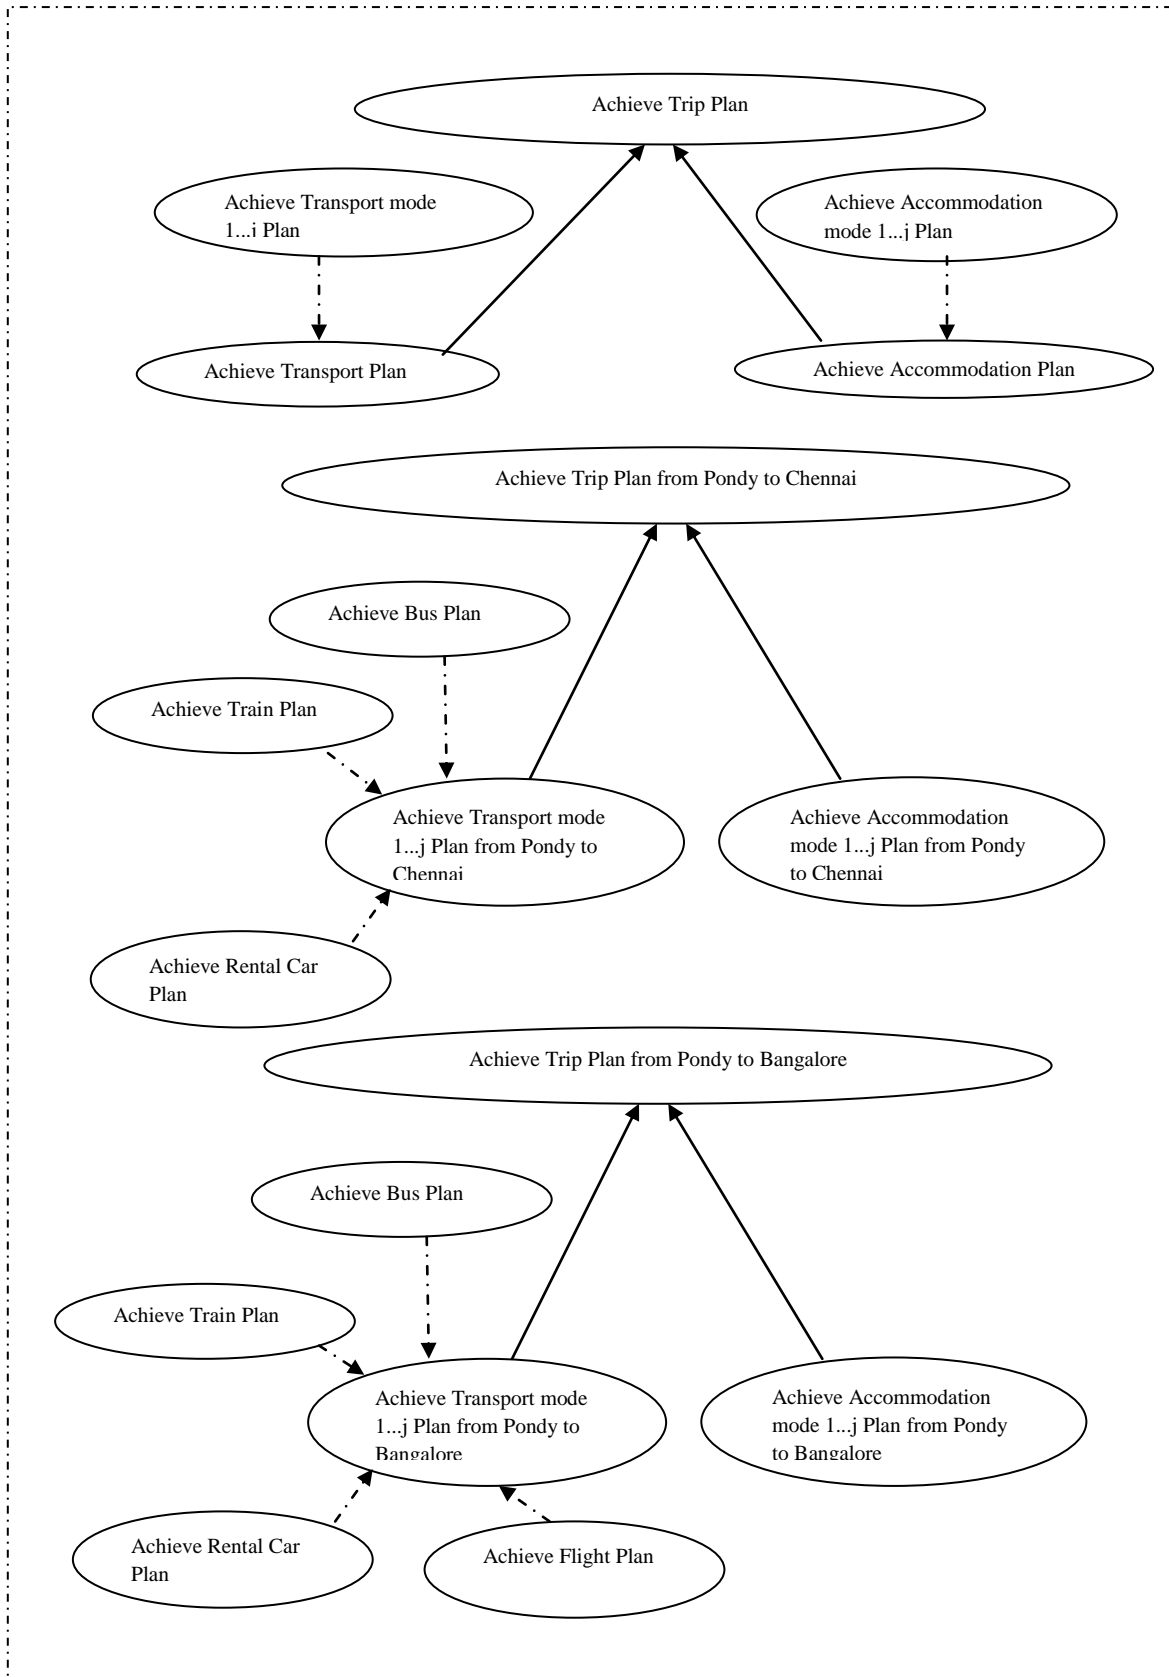 Achieve Trip Plan
Achieve Transport mode
1...j Plan
Achieve Accommodation
mode 1...j Plan
Achieve Transport Plan
Achieve Accommodation Plan
Achieve Trip Plan from Pondy to Chennai
Achieve Bus Plan
Achieve Train Plan
Achieve Transport mode
1...j Plan from Pondy to
Chennai
Achieve Accommodation
mode 1...j Plan from Pondy
to Chennai
Achieve Rental Car
Plan
Achieve Trip Plan from Pondy to Bangalore
Achieve Bus Plan
Achieve Train Plan
Achieve Transport mode
1...j Plan from Pondy to
Bangalore
Achieve Accommodation
mode 1...j Plan from Pondy
to Bangalore
Achieve Rental Car
Plan
Achieve Flight Plan